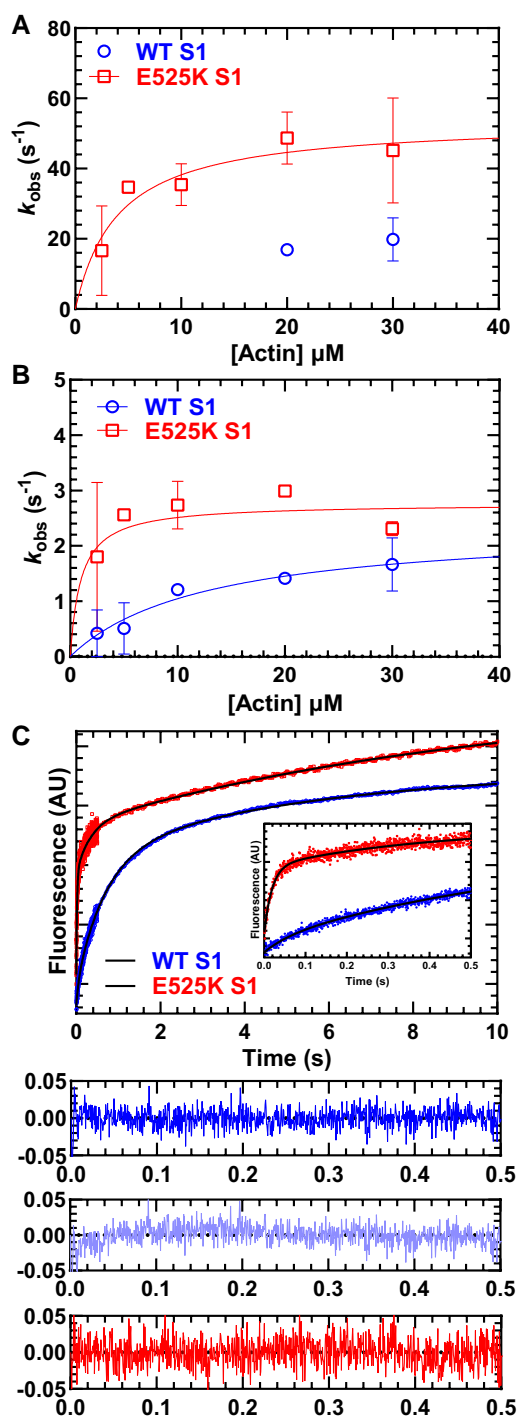 A
80
WT S1
E525K S1
60
40
20
0
k_obs (s⁻¹)
0 10 20 30 40
[Actin] µM
B
5
WT S1
E525K S1
4
3
2
1
0
k_obs (s⁻¹)
0 10 20 30 40
[Actin] µM
C
Fluorescence (AU)
Fluorescence (AU)
0.0 0.1 0.2 0.3 0.4 0.5
Time (s)
WT S1
E525K S1
0 2 4 6 8 10
Time (s)
0.05
0.00
-0.05
0.0 0.1 0.2 0.3 0.4 0.5
0.05
0.00
-0.05
0.0 0.1 0.2 0.3 0.4 0.5
0.05
0.00
-0.05
0.0 0.1 0.2 0.3 0.4 0.5